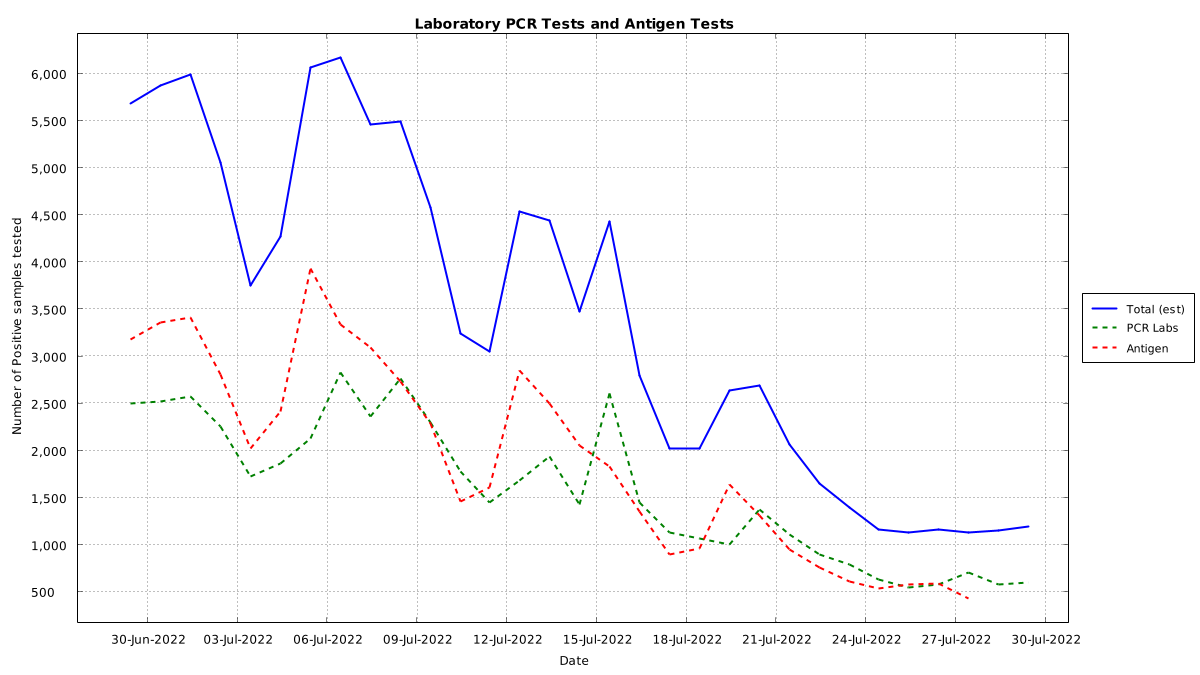 Laboratory PCR Tests and Antigen Tests
Number of Positive samples tested
6,000
5,500
5,000
4,500
4,000
3,500
3,000
2,500
2,000
1,500
1,000
500
30-Jun-2022 03-Jul-2022 06-Jul-2022 09-Jul-2022 12-Jul-2022 15-Jul-2022 18-Jul-2022 21-Jul-2022 24-Jul-2022 27-Jul-2022 30-Jul-2022
Date
Total (est)
PCR Labs
Antigen